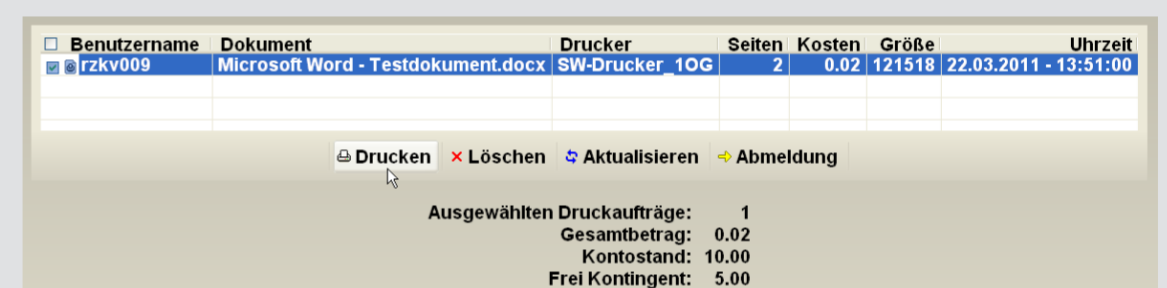 Benutzername Dokument Drucker Seiten Kosten Größe Uhrzeit
rzkv009 Microsoft Word - Testdokument.docx SW-Drucker_1OG 2 0.02 121518 22.03.2011 - 13:51:00
Drucken Löschen Aktualisieren Abmeldung
Ausgewählten Druckaufträge: 1
Gesamtbetrag: 0.02
Kontostand: 10.00
Frei Kontingent: 5.00